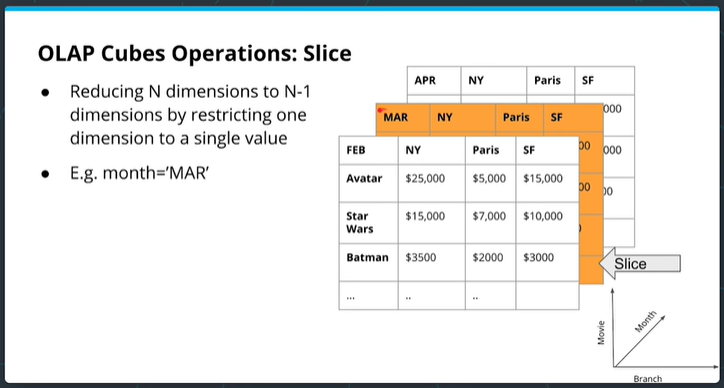 OLAP Cubes Operations: Slice
● Reducing N dimensions to N-1
dimensions by restricting one
dimension to a single value
● E.g. month='MAR'
APR NY Paris SF
000
MAR NY Paris SF
00 000
FEB NY Paris SF
Avatar $25,000 $5,000 $15,000
00 00
Star
Wars $15,000 $7,000 $10,000
Batman $3500 $2000 $3000
... .. ..
Slice
Movie
Month
Branch